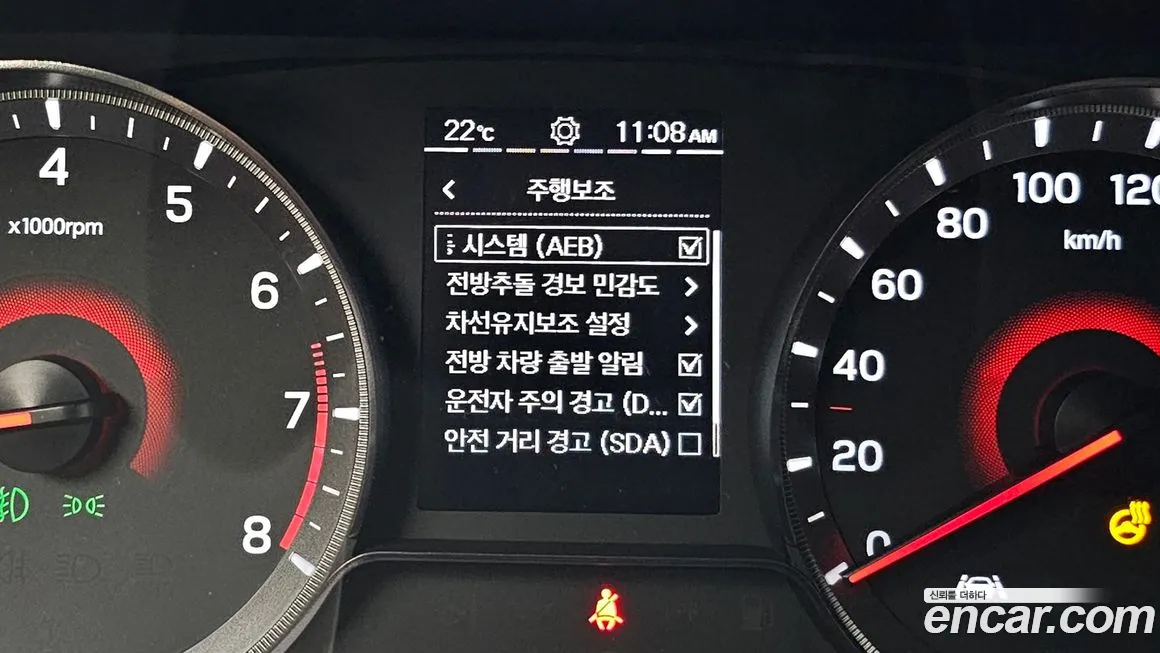 22℃ 11:08 AM
주행보조
시스템 (AEB)
전방추돌 경보 민감도
차선유지보조 설정
전방 차량 출발 알림
운전자 주의 경고 (D...
안전 거리 경고 (SDA)
4
5
6
7
8
x1000rpm
0
20
40
60
80
100
120
km/h
신뢰를 더하다
encar.com